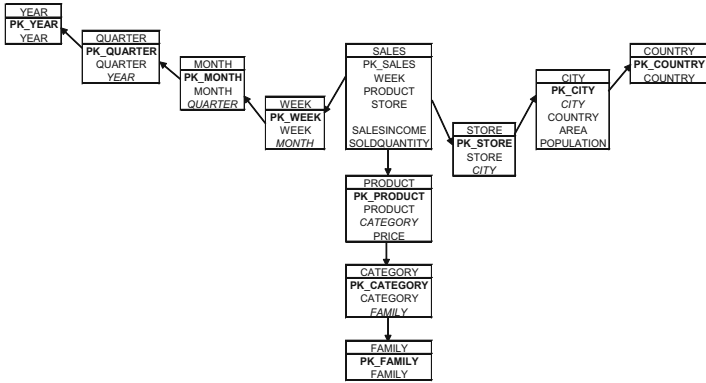 YEAR
PK_YEAR
YEAR
QUARTER
PK_QUARTER
QUARTER
YEAR
MONTH
PK_MONTH
MONTH
QUARTER
WEEK
PK_WEEK
WEEK
MONTH
SALES
PK_SALES
WEEK
PRODUCT
STORE
SALESINCOME
SOLDQUANTITY
STORE
PK_STORE
STORE
CITY
CITY
PK_CITY
CITY
COUNTRY
AREA
POPULATION
COUNTRY
PK_COUNTRY
COUNTRY
PRODUCT
PK_PRODUCT
PRODUCT
CATEGORY
PRICE
CATEGORY
PK_CATEGORY
CATEGORY
FAMILY
FAMILY
PK_FAMILY
FAMILY